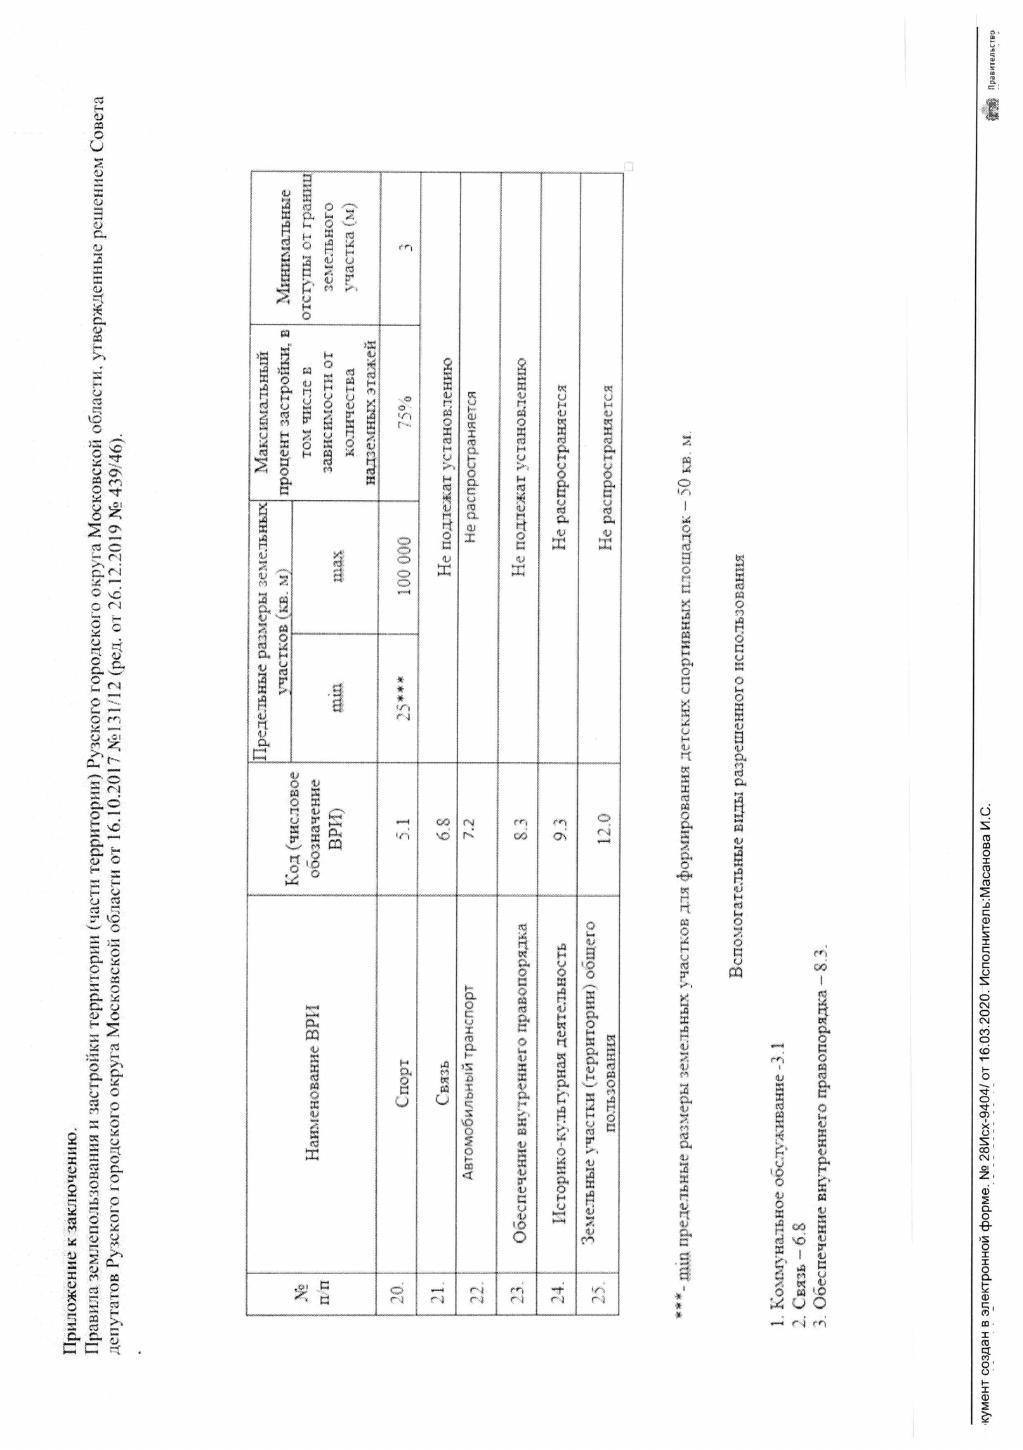 Приложение к заключению.
Правила землепользования и застройки территории (части территории) Рузского городского округа Московской области, утвержденные решением Совета
депутатов Рузского городского округа Московской области от 16.10.2017 №131/12 (ред. от 26.12.2019 № 439/46).
.
№
п/п
Наименование ВРИ
Код (числовое
обозначение
ВРИ)
Предельные размеры земельных
участков (кв. м)
min
max
Максимальный
процент застройки, в
том числе в
зависимости от
количества
надземных этажей
Минимальные
отступы от границ
земельного
участка (м)
20. Спорт 5.1 25*** 100 000 75% 3
21. Связь 6.8 Не подлежат установлению
22. Автомобильный транспорт 7.2 Не распространяется
23. Обеспечение внутреннего правопорядка 8.3 Не подлежат установлению
24. Историко-культурная деятельность 9.3 Не распространяется
25. Земельные участки (территории) общего
пользования
12.0 Не распространяется
***- min предельные размеры земельных участков для формирования детских спортивных площадок – 50 кв. м.
Вспомогательные виды разрешенного использования
1. Коммунальное обслуживание -3.1
2. Связь – 6.8
3. Обеспечение внутреннего правопорядка – 8.3.
кумент создан в электронной форме. № 28Исх-9404/ от 16.03.2020. Исполнитель:Масанова И.С.
Правительство